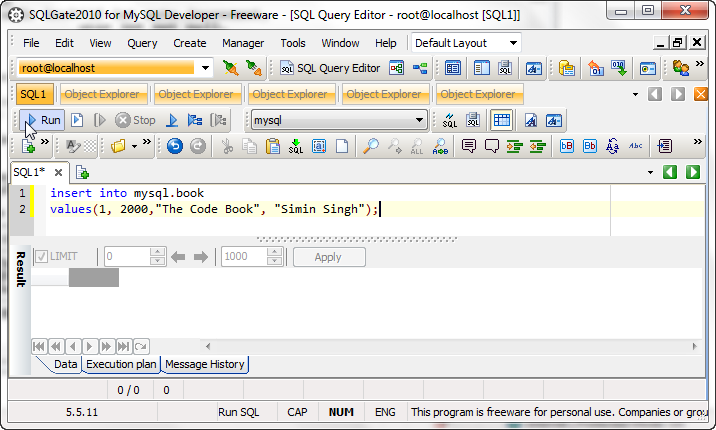 SQLGate2010 for MySQL Developer - Freeware - [SQL Query Editor - root@localhost [SQL1]]
File Edit View Query Create Manager Tools Window Help Default Layout
root@localhost SQL Query Editor
SQL1 Object Explorer Object Explorer Object Explorer Object Explorer Object Explorer
Run Stop mysql
SQL1*
1 insert into mysql.book
2 values(1, 2000,"The Code Book", "Simin Singh");
Result
LIMIT 0 1000 Apply
Data Execution plan Message History
0 / 0 0
5.5.11 Run SQL CAP NUM ENG This program is freeware for personal use. Companies or grou